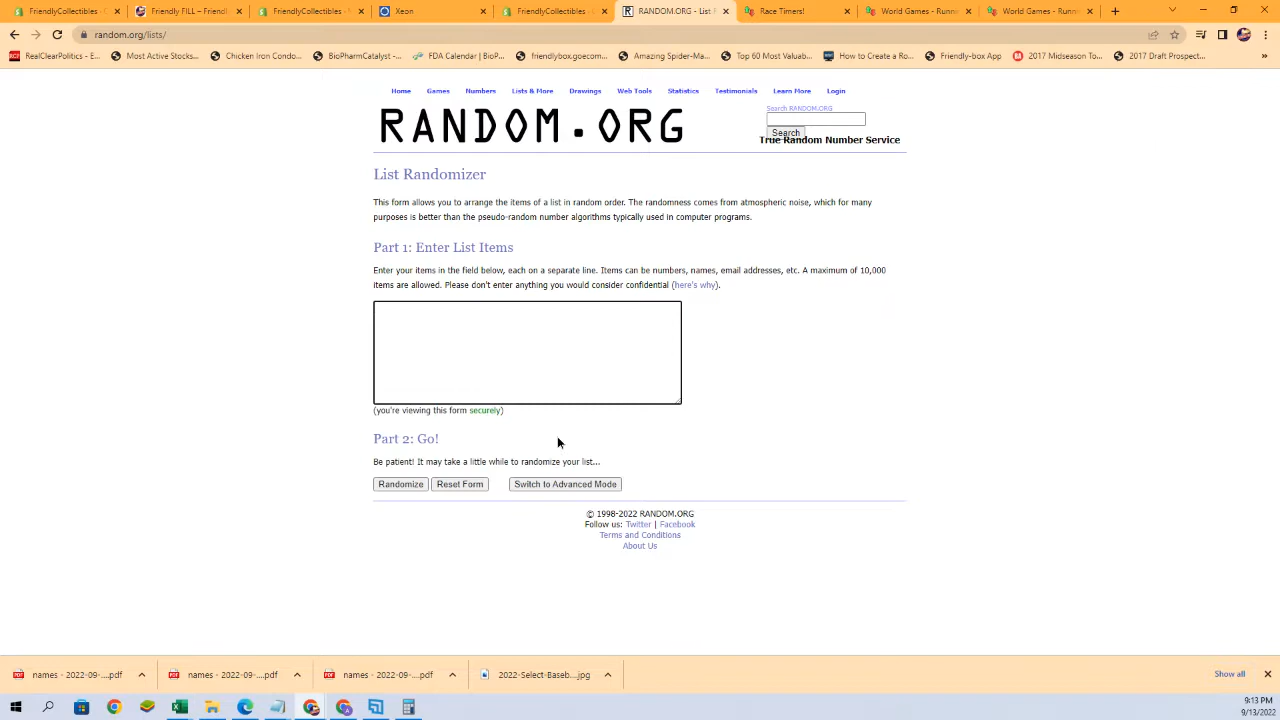 FriendlyCollectibles -
Friendly FILL – Friendl
FriendlyCollectibles -
Xeon
FriendlyCollectibles - BiP
RANDOM.ORG - List
True Random!
World Games - Runn
World Games - Runn
random.org/lists/
RealClearPolitics - E...
Most Active Stocks...
Chicken Iron Condo...
BioPharmCatalyst -...
FDA Calendar | BioP...
friendlybox.goecom...
Amazing Spider-Ma...
Top 60 Most Valuab...
How to Create a Ro...
Friendly-box App
2017 Midseason To...
2017 Draft Prospect...
Home
Games
Numbers
Lists & More
Drawings
Web Tools
Statistics
Testimonials
Learn More
Login
RANDOM.ORG
Search RANDOM.ORG
Search
True Random Number Service
List Randomizer
This form allows you to arrange the items of a list in random order. The randomness comes from atmospheric noise, which for many
purposes is better than the pseudo-random number algorithms typically used in computer programs.
Part 1: Enter List Items
Enter your items in the field below, each on a separate line. Items can be numbers, names, email addresses, etc. A maximum of 10,000
items are allowed. Please don't enter anything you would consider confidential (here's why).
(you're viewing this form securely)
Part 2: Go!
Be patient! It may take a little while to randomize your list...
Randomize
Reset Form
Switch to Advanced Mode
© 1998-2022 RANDOM.ORG
Follow us: Twitter | Facebook
Terms and Conditions
About Us
names - 2022-09-....pdf
names - 2022-09-....pdf
names - 2022-09-....pdf
2022-Select-Baseb....jpg
Show all
9:13 PM
9/13/2022